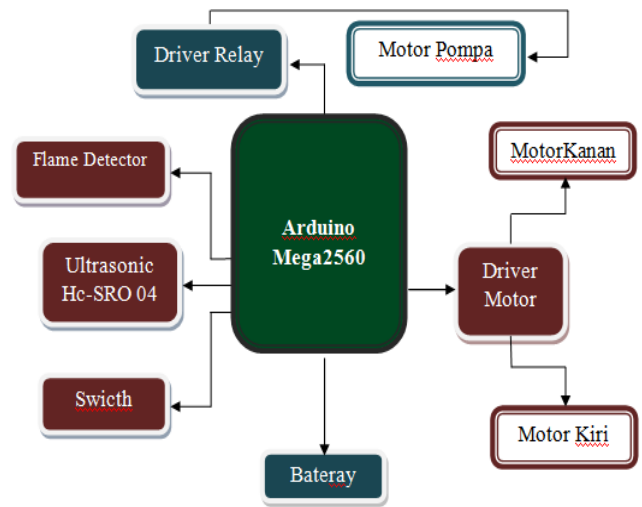 Driver Relay
Motor Pompa
Flame Detector
MotorKanan
Arduino
Mega2560
Ultrasonic
Hc-SRO 04
Driver
Motor
Swicth
Motor Kiri
Bateray